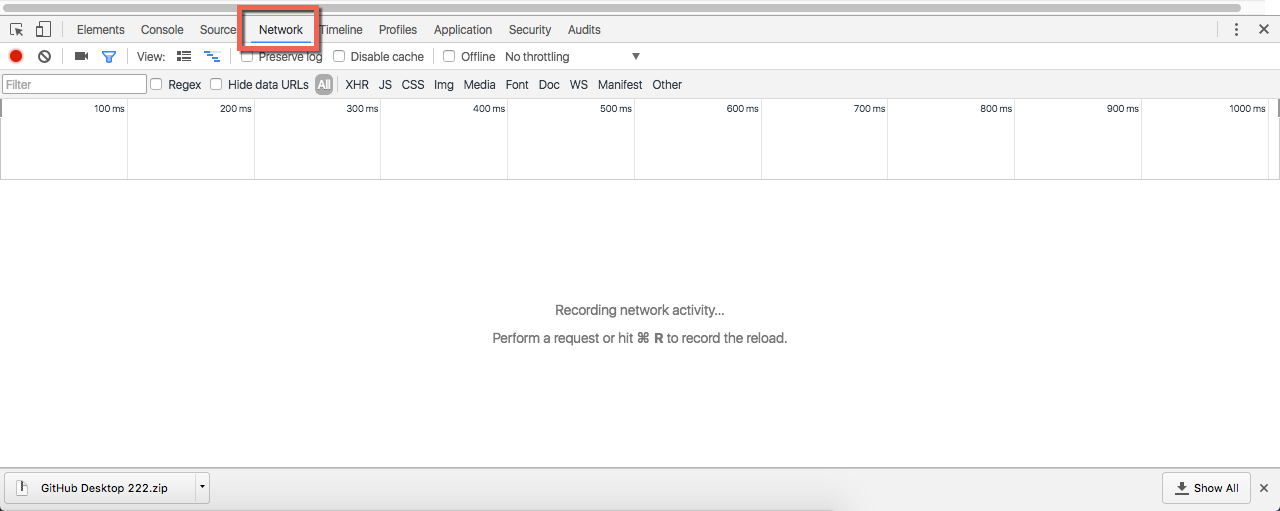 Elements Console Source Network Timeline Profiles Application Security Audits
View: Preserve log Disable cache Offline No throttling
Filter Regex Hide data URLs All XHR JS CSS Img Media Font Doc WS Manifest Other
100 ms 200 ms 300 ms 400 ms 500 ms 600 ms 700 ms 800 ms 900 ms 1000 ms
Recording network activity...
Perform a request or hit ⌘ R to record the reload.
GitHub Desktop 222.zip Show All